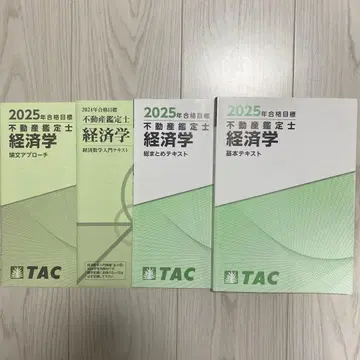 2025年合格目標
不動産鑑定士
経済学
論文アプローチ
TAC
2024年合格目標
不動産鑑定士
経済学
経済数学入門テキスト
2025年合格目標
不動産鑑定士
経済学
総まとめテキスト
TAC
2025年合格目標
不動産鑑定士
経済学
基本テキスト
TAC